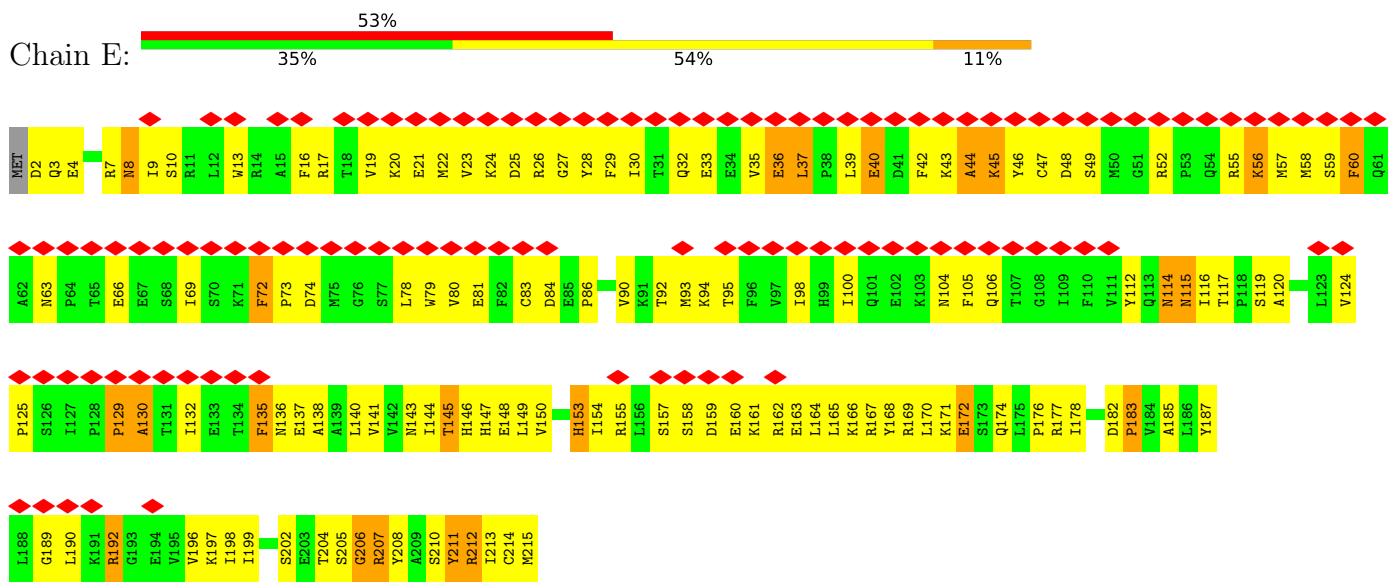 53%
Chain E:
35% 54% 11%
MET D2 Q3 E4 R7 N8 I9 S10 R11 L12 W13 R14 A15 F16 R17 T18 V19 K20 E21 M22 V23 K24 D25 R26 G27 Y28 F29 I30 T31 Q32 E33 E34 V35 E36 L37 P38 L39 E40 D41 F42 K43 A44 K45 Y46 C47 D48 S49 M50 G51 R52 P53 Q54 R55 K56 M57 M58 S59 F60 Q61
A62 N63 P64 T65 E66 E67 S68 I69 S70 K71 F72 P73 D74 M75 G76 S77 L78 W79 V80 E81 F82 C83 D84 E85 P86 V90 K91 T92 M93 K94 T95 F96 V97 I98 H99 I100 Q101 E102 K103 N104 F105 Q106 T107 G108 I109 F110 V111 Y112 Q113 N114 N115 I116 T117 P118 S119 A120 L123 V124
P125 S126 I127 P128 P129 A130 T131 I132 E133 T134 F135 N136 E137 A138 A139 L140 V141 V142 N143 I144 T145 H146 H147 E148 L149 V150 H153 I154 R155 L156 S157 S158 D159 E160 K161 R162 E163 L164 L165 K166 R167 Y168 R169 L170 K171 E172 S173 Q174 L175 P176 R177 I178 D182 P183 V184 A185 L186 Y187
L188 G189 L190 K191 R192 G193 E194 V195 V196 K197 I198 I199 S202 E203 T204 S205 G206 R207 Y208 A209 S210 Y211 R212 I213 C214 M215